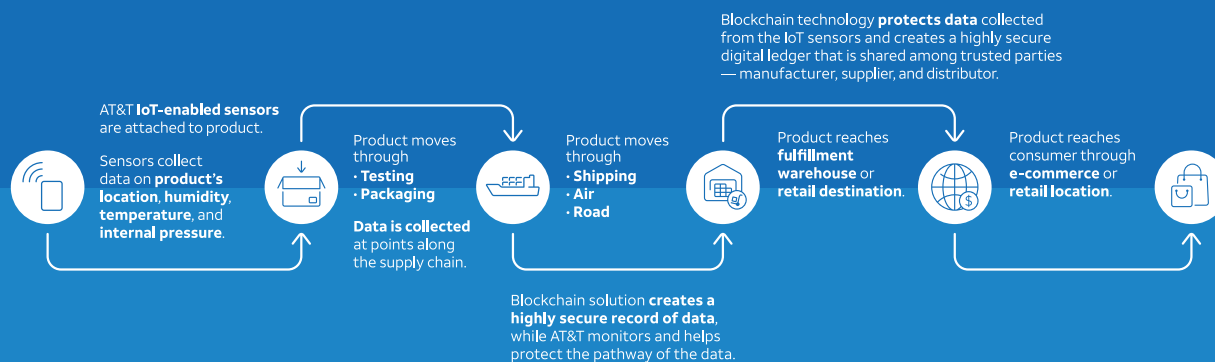 Blockchain technology protects data collected
from the IoT sensors and creates a highly secure
digital ledger that is shared among trusted parties
— manufacturer, supplier, and distributor.
AT&T IoT-enabled sensors
are attached to product.
Sensors collect
data on product's
location, humidity,
temperature, and
internal pressure.
Product moves
through
· Testing
· Packaging
Data is collected
at points along
the supply chain.
Product moves
through
· Shipping
· Air
· Road
Blockchain solution creates a
highly secure record of data,
while AT&T monitors and helps
protect the pathway of the data.
Product reaches
fulfillment
warehouse or
retail destination.
$
Product reaches
consumer through
e-commerce or
retail location.